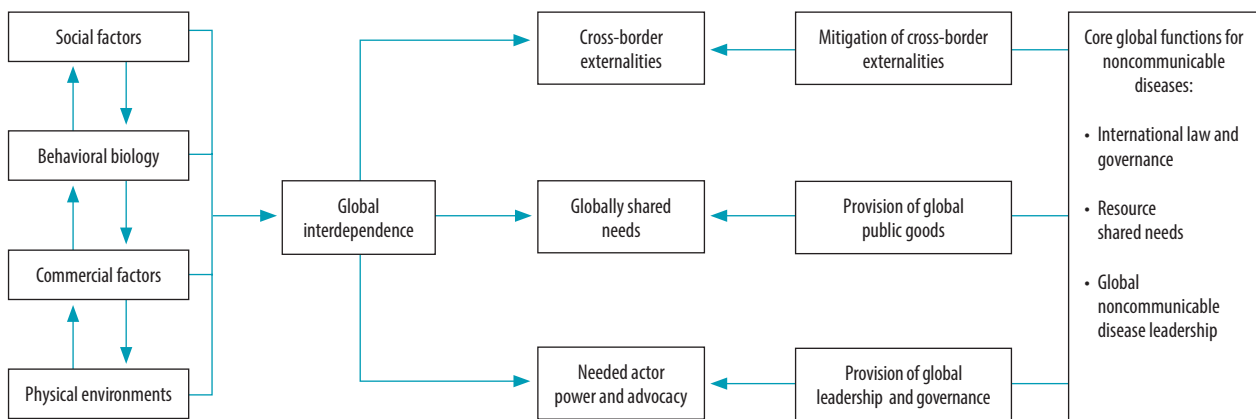 Social factors
Behavioral biology
Commercial factors
Physical environments
Global
interdependence
Cross-border
externalities
Globally shared
needs
Needed actor
power and advocacy
Mitigation of cross-border
externalities
Provision of global
public goods
Provision of global
leadership and governance
Core global functions for
noncommunicable
diseases:
• International law and
governance
• Resource
shared needs
• Global
noncommunicable
disease leadership